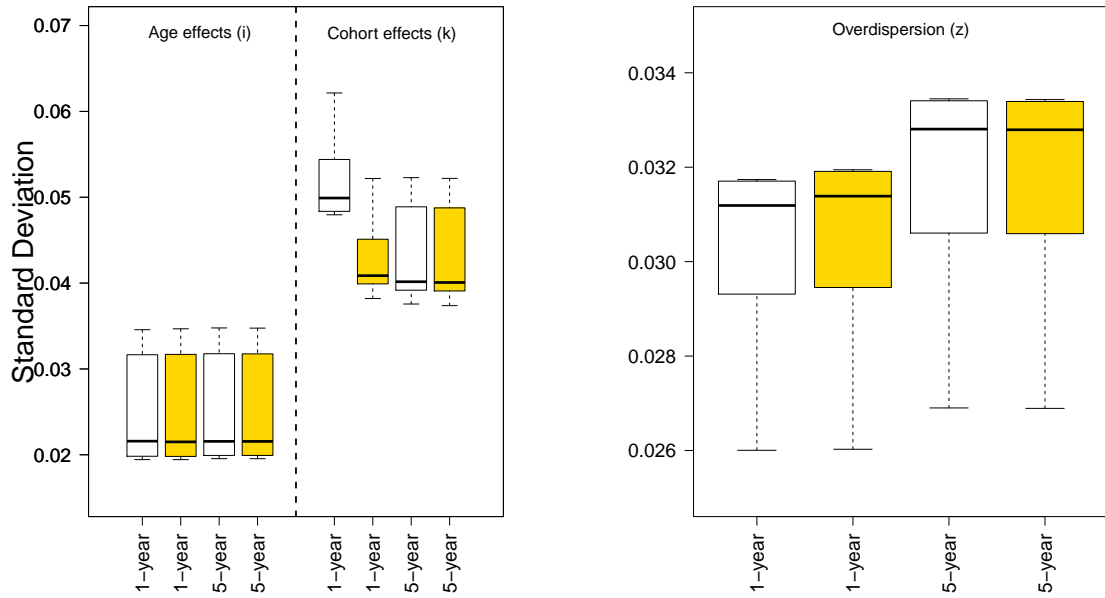 Standard Deviation
0.07
0.06
0.05
0.04
0.03
0.02
Age effects (i)
Cohort effects (k)
1−year
1−year
5−year
5−year
1−year
1−year
5−year
5−year
Overdispersion (z)
0.034
0.032
0.030
0.028
0.026
1−year
1−year
5−year
5−year